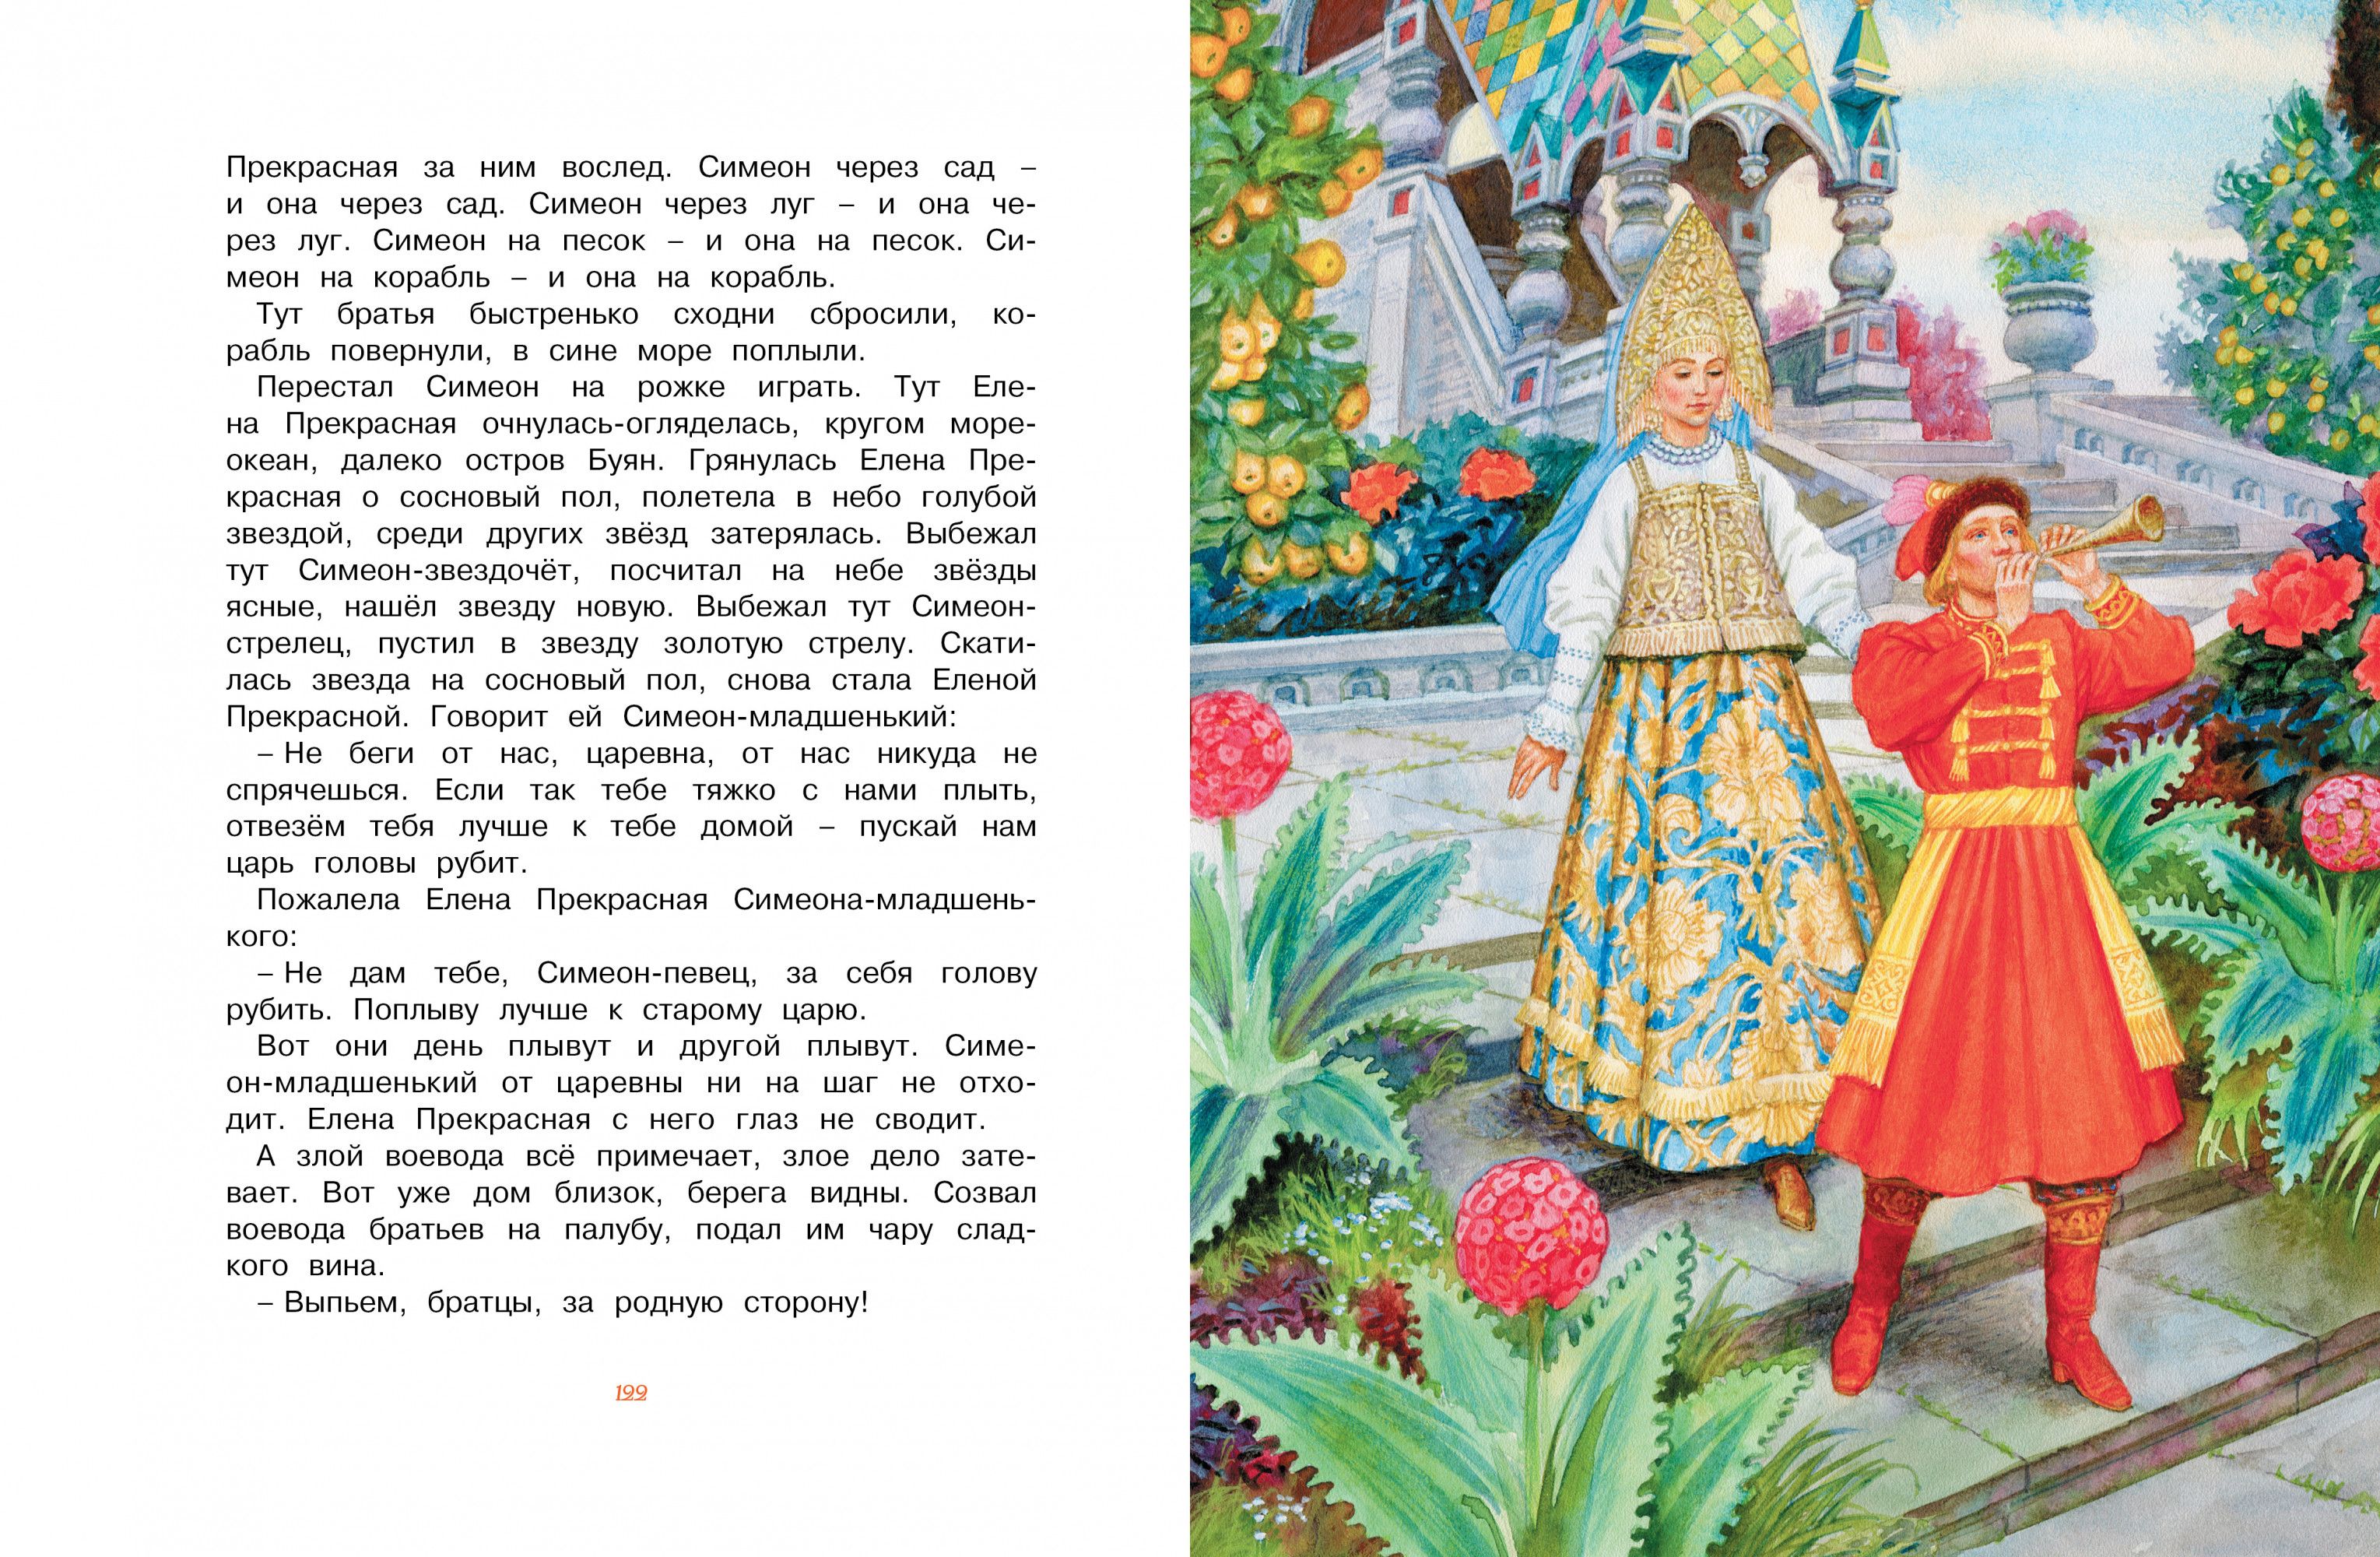 Прекрасная за ним вослед. Симеон через сад –
и она через сад. Симеон через луг – и она че-
рез луг. Симеон на песок – и она на песок. Си-
меон на корабль – и она на корабль.
Тут братья быстренько сходни сбросили, ко-
рабль повернули, в сине море поплыли.
Перестал Симеон на рожке играть. Тут Еле-
на Прекрасная очнулась-огляделась, кругом море-
океан, далеко остров Буян. Грянулась Елена Пре-
красная о сосновый пол, полетела в небо голубой
звездой, среди других звёзд затерялась. Выбежал
тут Симеон-звездочёт, посчитал на небе звёзды
ясные, нашёл звезду новую. Выбежал тут Симеон-
стрелец, пустил в звезду золотую стрелу. Скати-
лась звезда на сосновый пол, снова стала Еленой
Прекрасной. Говорит ей Симеон-младшенький:
– Не беги от нас, царевна, от нас никуда не
спрячешься. Если так тебе тяжко с нами плыть,
отвезём тебя лучше к тебе домой – пускай нам
царь головы рубит.
Пожалела Елена Прекрасная Симеона-младшень-
кого:
– Не дам тебе, Симеон-певец, за себя голову
рубить. Поплыву лучше к старому царю.
Вот они день плывут и другой плывут. Симе-
он-младшенький от царевны ни на шаг не отхо-
дит. Елена Прекрасная с него глаз не сводит.
А злой воевода всё примечает, злое дело зате-
вает. Вот уже дом близок, берега видны. Созвал
воевода братьев на палубу, подал им чару слад-
кого вина.
– Выпьем, братцы, за родную сторону!
122